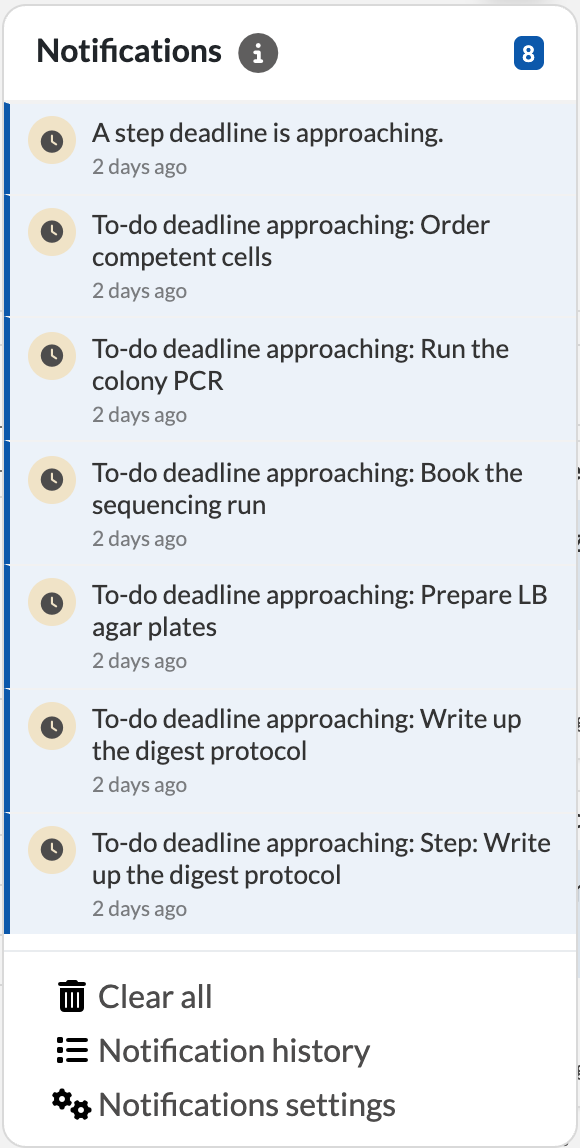 Notifications
8
A step deadline is approaching.
2 days ago
To-do deadline approaching: Order
competent cells
2 days ago
To-do deadline approaching: Run the
colony PCR
2 days ago
To-do deadline approaching: Book the
sequencing run
2 days ago
To-do deadline approaching: Prepare LB
agar plates
2 days ago
To-do deadline approaching: Write up
the digest protocol
2 days ago
To-do deadline approaching: Step: Write
up the digest protocol
2 days ago
Clear all
Notification history
Notifications settings